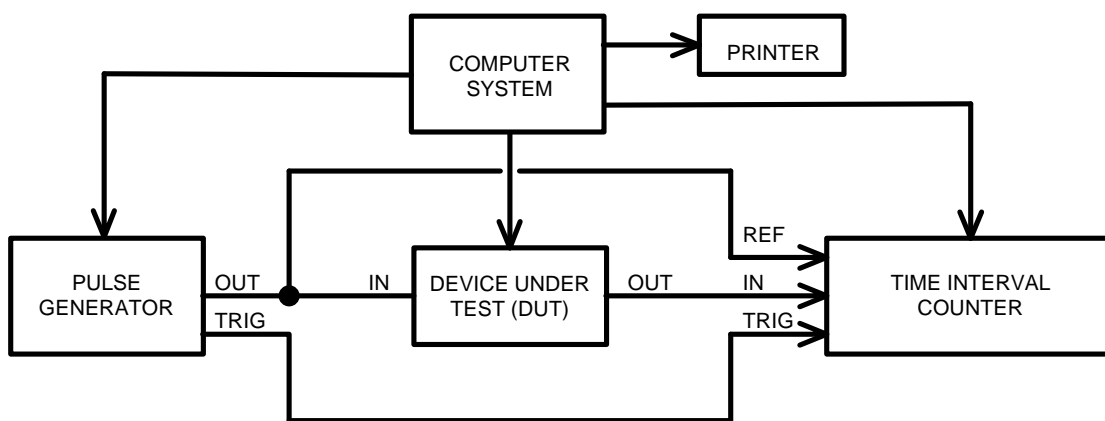 COMPUTER
SYSTEM
PRINTER
PULSE
GENERATOR
OUT
TRIG
IN
DEVICE UNDER
TEST (DUT)
OUT
REF
IN
TRIG
TIME INTERVAL
COUNTER